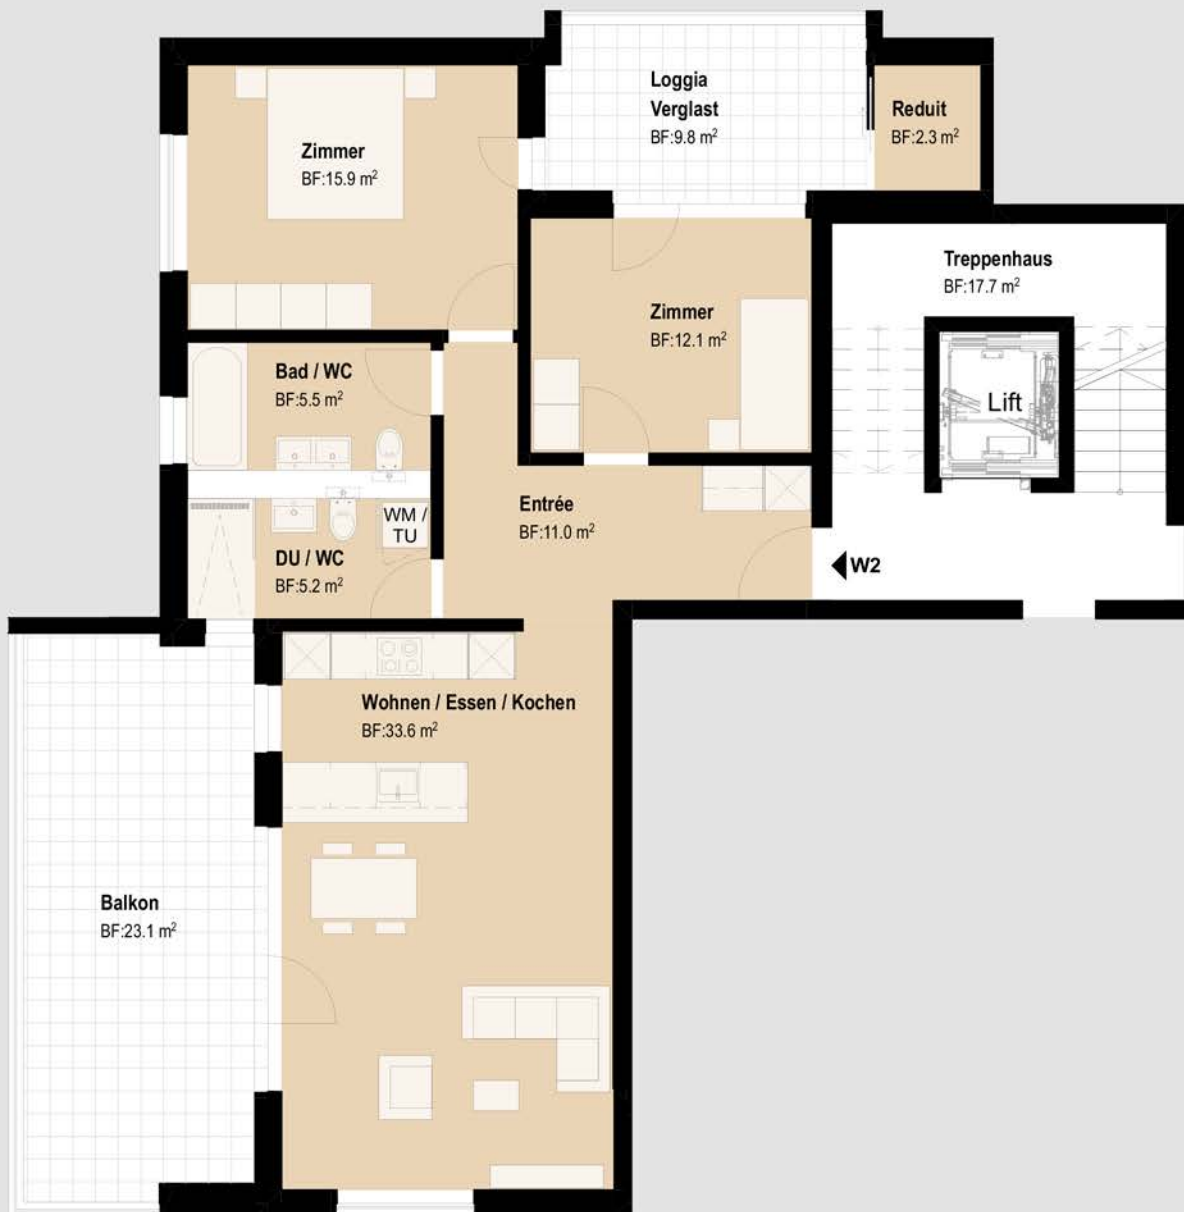 Loggia
Verglast
BF:9.8 m²
Reduit
BF:2.3 m²
Zimmer
BF:15.9 m²
Treppenhaus
BF:17.7 m²
Zimmer
BF:12.1 m²
Bad / WC
BF:5.5 m²
Lift
Entrée
BF:11.0 m²
WM /
TU
DU / WC
BF:5.2 m²
W2
Wohnen / Essen / Kochen
BF:33.6 m²
Balkon
BF:23.1 m²